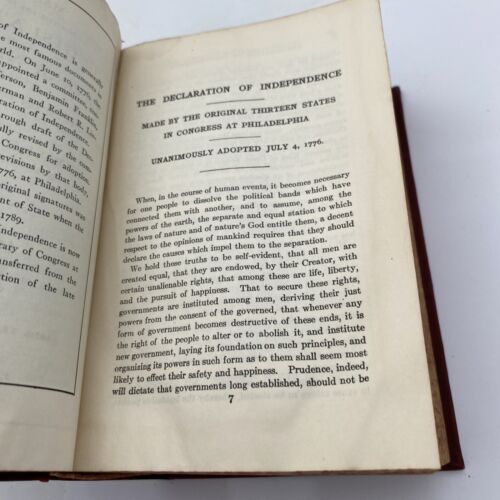 of Independence is generally
most famous documents
On June 10, 1776, the
appointed a committee,
Benjamin Franklin
and Robert R.
of Independence.
rough draft of the
revised by the
Congress for adoption.
revisions by that body,
1776, at Philadelphia.
original signatures was
of State when the
1789.
Independence is now
of Congress at
transferred from the
of the late
THE DECLARATION OF INDEPENDENCE
MADE BY THE ORIGINAL THIRTEEN STATES
IN CONGRESS AT PHILADELPHIA
UNANIMOUSLY ADOPTED JULY 4, 1776.
When, in the course of human events, it becomes necessary
for one people to dissolve the political bands which have
connected them with another, and to assume, among the
powers of the earth, the separate and equal station to which
the laws of nature and of nature's God entitle them, a decent
respect to the opinions of mankind requires that they should
declare the causes which impel them to the separation.
We hold these truths to be self-evident, that all men are
created equal, that they are endowed, by their Creator, with
certain unalienable rights, that among these are life, liberty,
and the pursuit of happiness. That to secure these rights,
governments are instituted among men, deriving their just
powers from the consent of the governed, that whenever any
form of government becomes destructive of these ends, it is
the right of the people to alter or to abolish it, and institute
new government, laying its foundation on such principles, and
organizing its powers in such form as to them shall seem most
likely to effect their safety and happiness. Prudence, indeed,
will dictate that governments long established, should not be
7